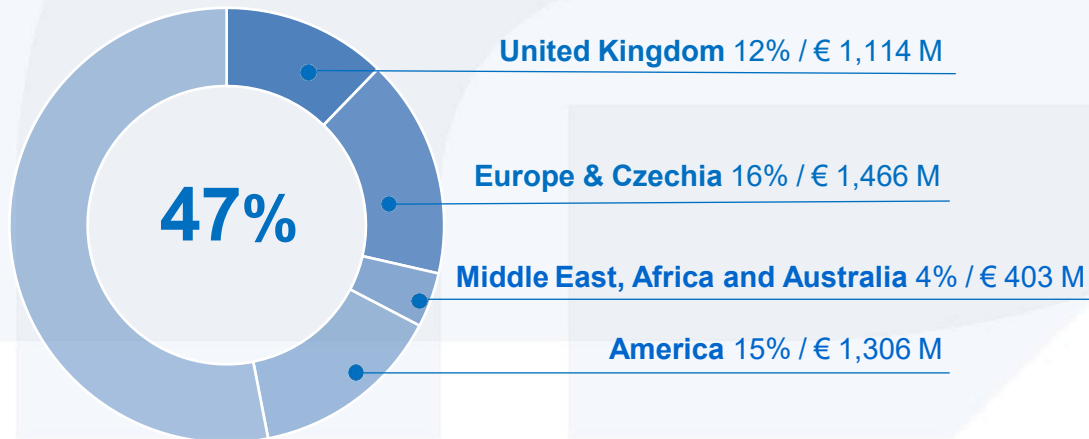 United Kingdom 12% / € 1,114 M
Europe & Czechia 16% / € 1,466 M
47%
Middle East, Africa and Australia 4% / € 403 M
America 15% / € 1,306 M